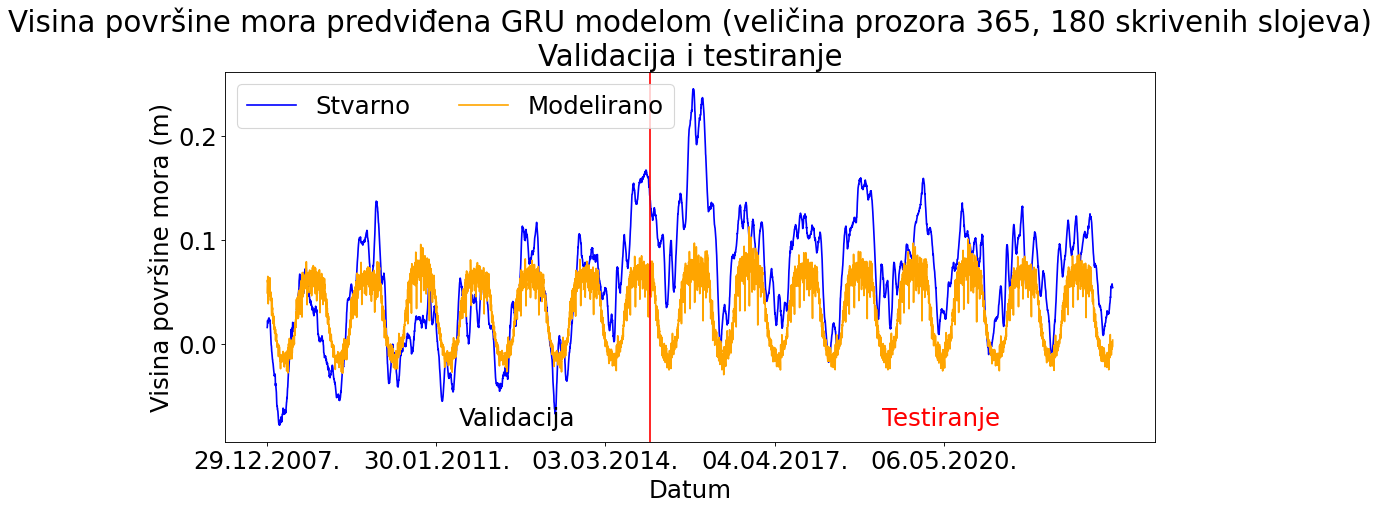 Visina površine mora predviđena GRU modelom (veličina prozora 365, 180 skrivenih slojeva)
Validacija i testiranje
Stvarno
Modelirano
Visina površine mora (m)
0.2
0.1
0.0
Validacija
Testiranje
29.12.2007.
30.01.2011.
03.03.2014.
04.04.2017.
06.05.2020.
Datum